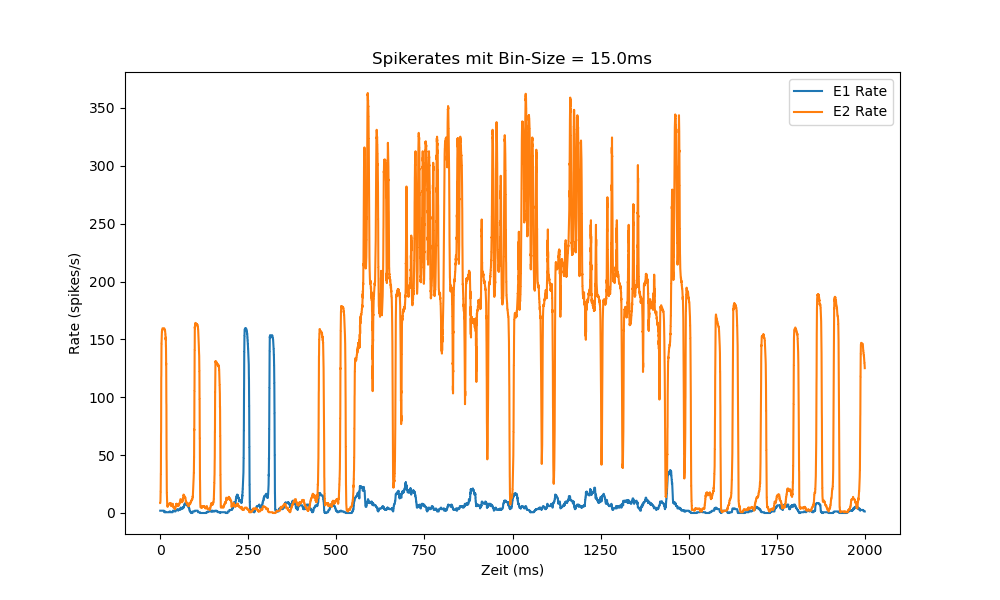 Spikerates mit Bin-Size = 15.0ms
E1 Rate
E2 Rate
Rate (spikes/s)
350
300
250
200
150
100
50
0
0 250 500 750 1000 1250 1500 1750 2000
Zeit (ms)